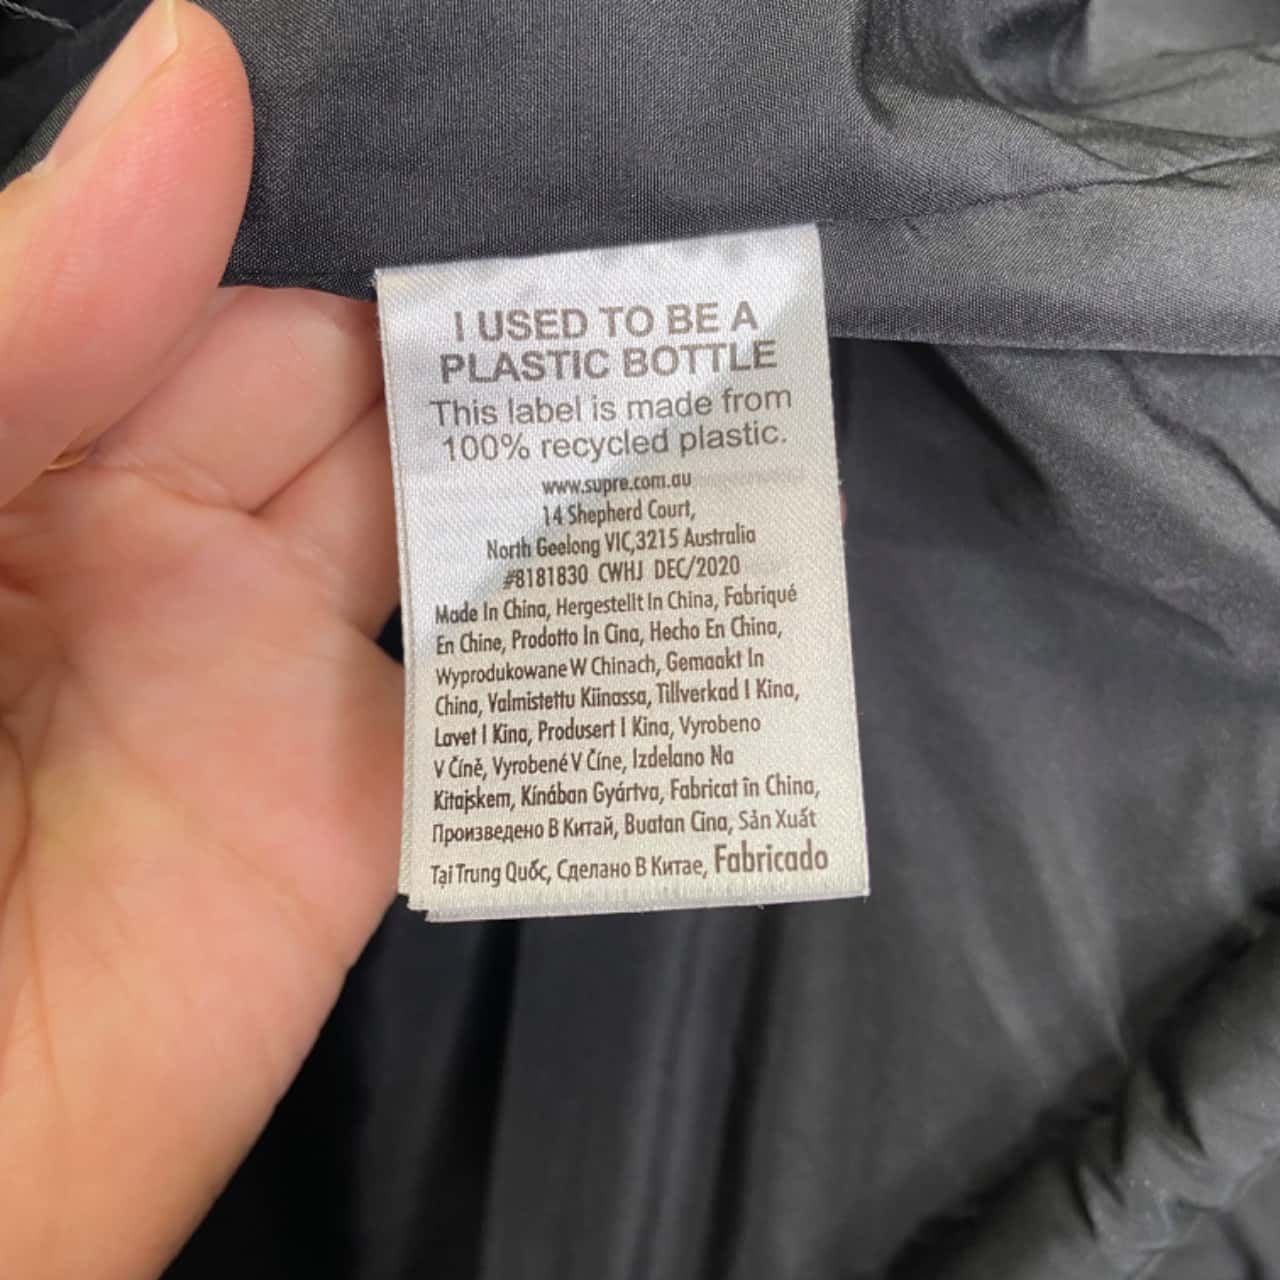 I USED TO BE A
PLASTIC BOTTLE
This label is made from
100% recycled plastic.
www.supre.com.au
14 Shepherd Court,
North Geelong VIC,3215 Australia
#8181830 CWHJ DEC/2020
Made In China, Hergestellt In China, Fabriqué
En Chine, Prodotto In Cina, Hecho En China,
Wyprodukowane W Chinach, Gemaakt In
China, Valmistettu Kiinassa, Tillverkad I Kina,
Lavet I Kina, Produsert I Kina, Vyrobeno
V Číně, Vyrobené V Číne, Izdelano Na
Kitajskem, Kínában Gyártva, Fabricat în China,
Произведено В Китай, Buatan Cina, Sản Xuất
Tại Trung Quốc, Сделано В Китае, Fabricado